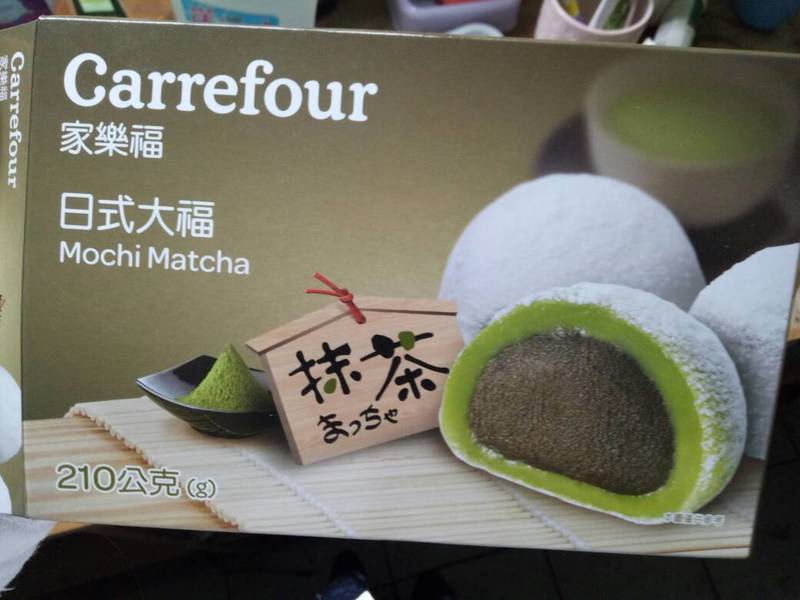 Carrefour
家樂福
日式大福
Mochi Matcha
抹茶
まっちゃ
210公克(g)
Carrefour
家樂福